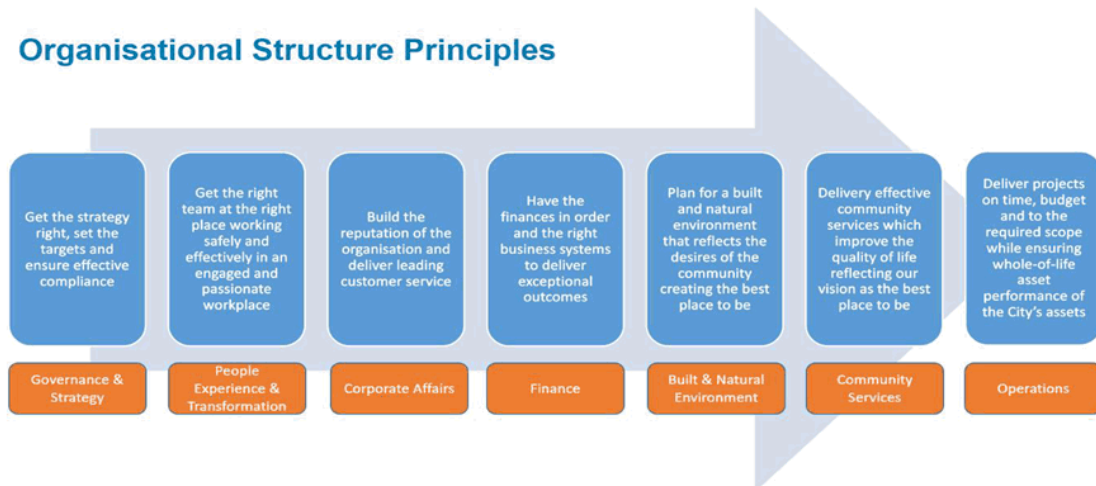 Organisational Structure Principles
Get the strategy
right, set the
targets and
ensure effective
compliance
Get the right
team at the right
place working
safely and
effectively in an
engaged and
passionate
workplace
Build the
reputation of the
organisation and
deliver leading
customer service
Have the
finances in order
and the right
business systems
to deliver
exceptional
outcomes
Plan for a built
and natural
environment
that reflects the
desires of the
community
creating the best
place to be
Delivery effective
community
services which
improve the
quality of life
reflecting our
vision as the best
place to be
Deliver projects
on time, budget
and to the
required scope
while ensuring
whole-of-life
asset
performance of
the City's assets
Governance &
Strategy
People
Experience &
Transformation
Corporate Affairs
Finance
Built & Natural
Environment
Community
Services
Operations